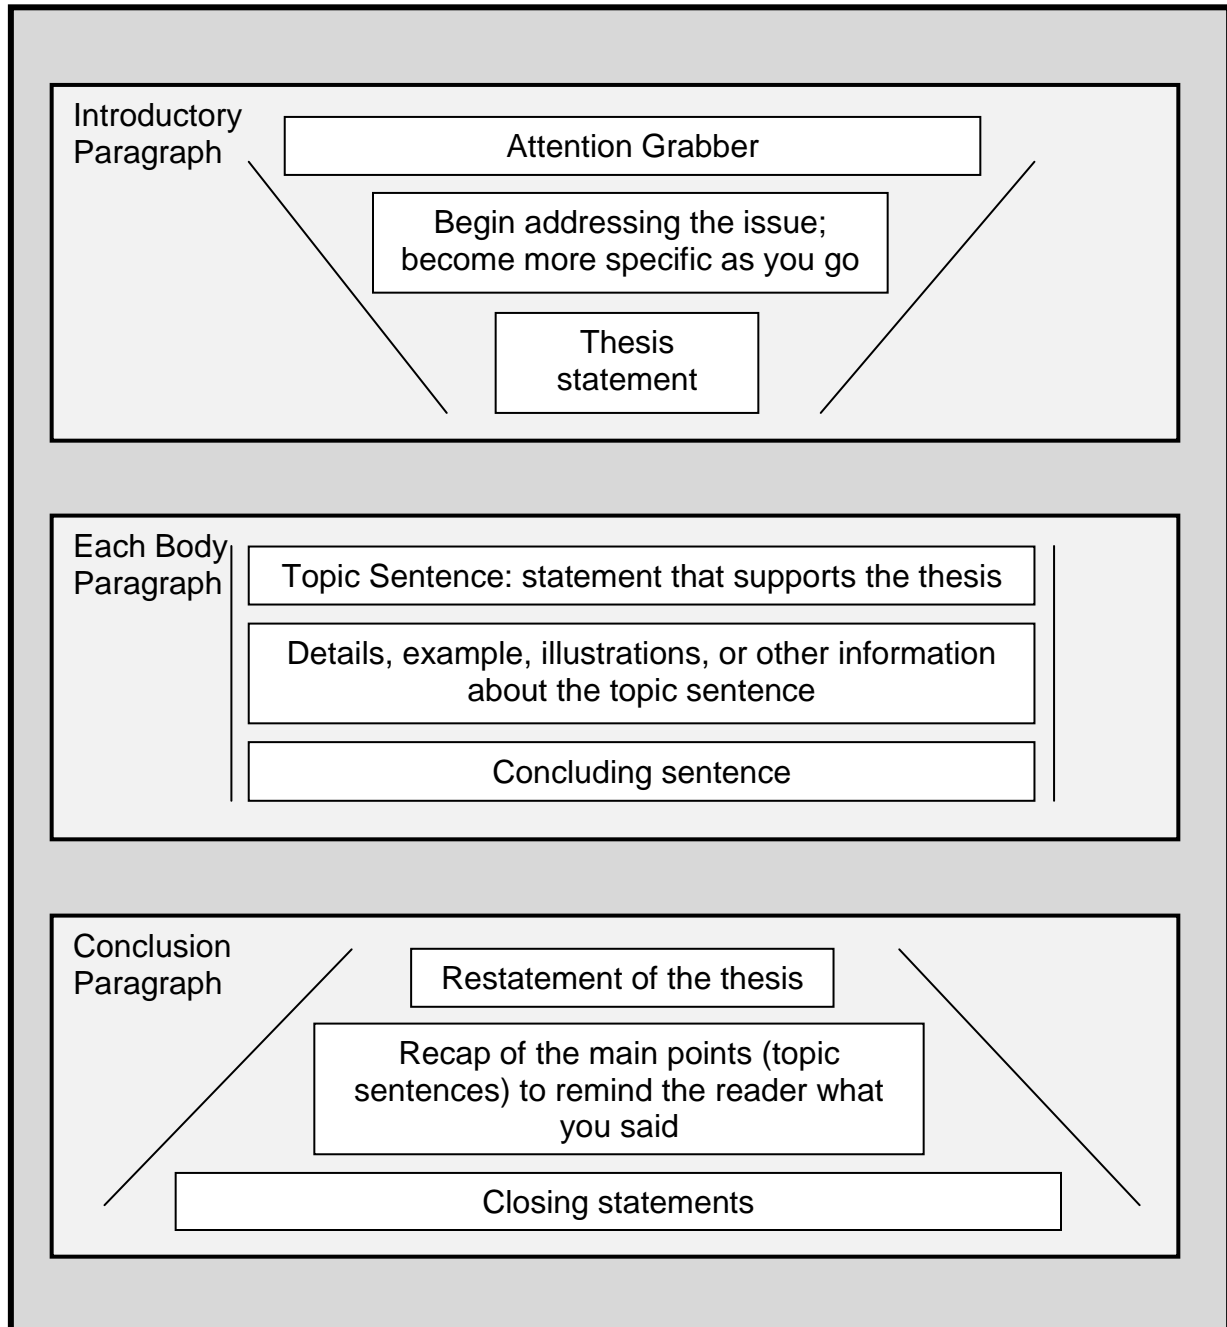 Introductory
Paragraph
Attention Grabber
Begin addressing the issue;
become more specific as you go
Thesis
statement
Each Body
Paragraph
Topic Sentence: statement that supports the thesis
Details, example, illustrations, or other information
about the topic sentence
Concluding sentence
Conclusion
Paragraph
Restatement of the thesis
Recap of the main points (topic
sentences) to remind the reader what
you said
Closing statements